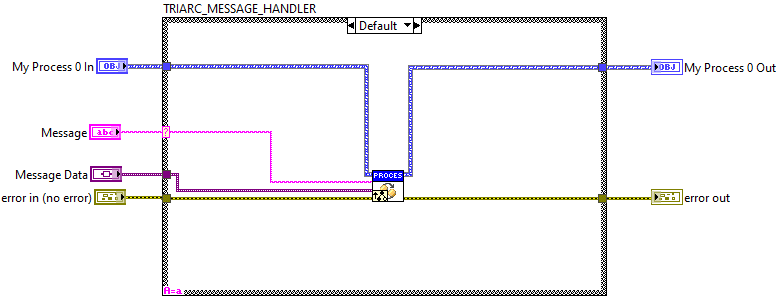 TRIARC_MESSAGE_HANDLER
Default
My Process 0 In
OBJ
OBJ
My Process 0 Out
Message
abc
?
Message Data
PROCES
error in (no error)
error out
A=a